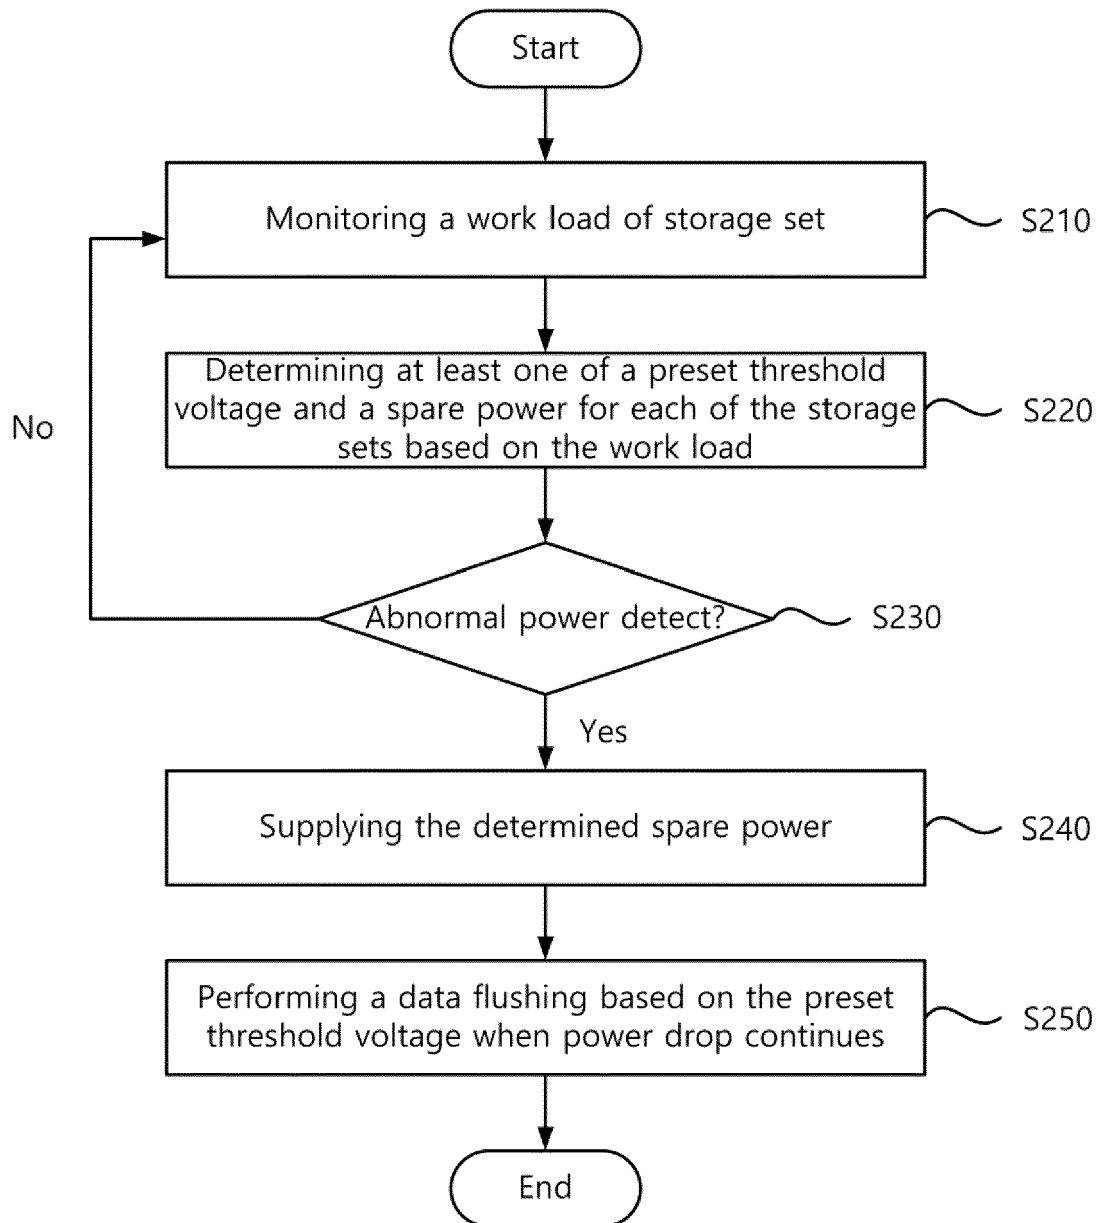 Start
Monitoring a work load of storage set
S210
Determining at least one of a preset threshold
voltage and a spare power for each of the storage
sets based on the work load
S220
No
Abnormal power detect?
S230
Yes
Supplying the determined spare power
S240
Performing a data flushing based on the preset
threshold voltage when power drop continues
S250
End